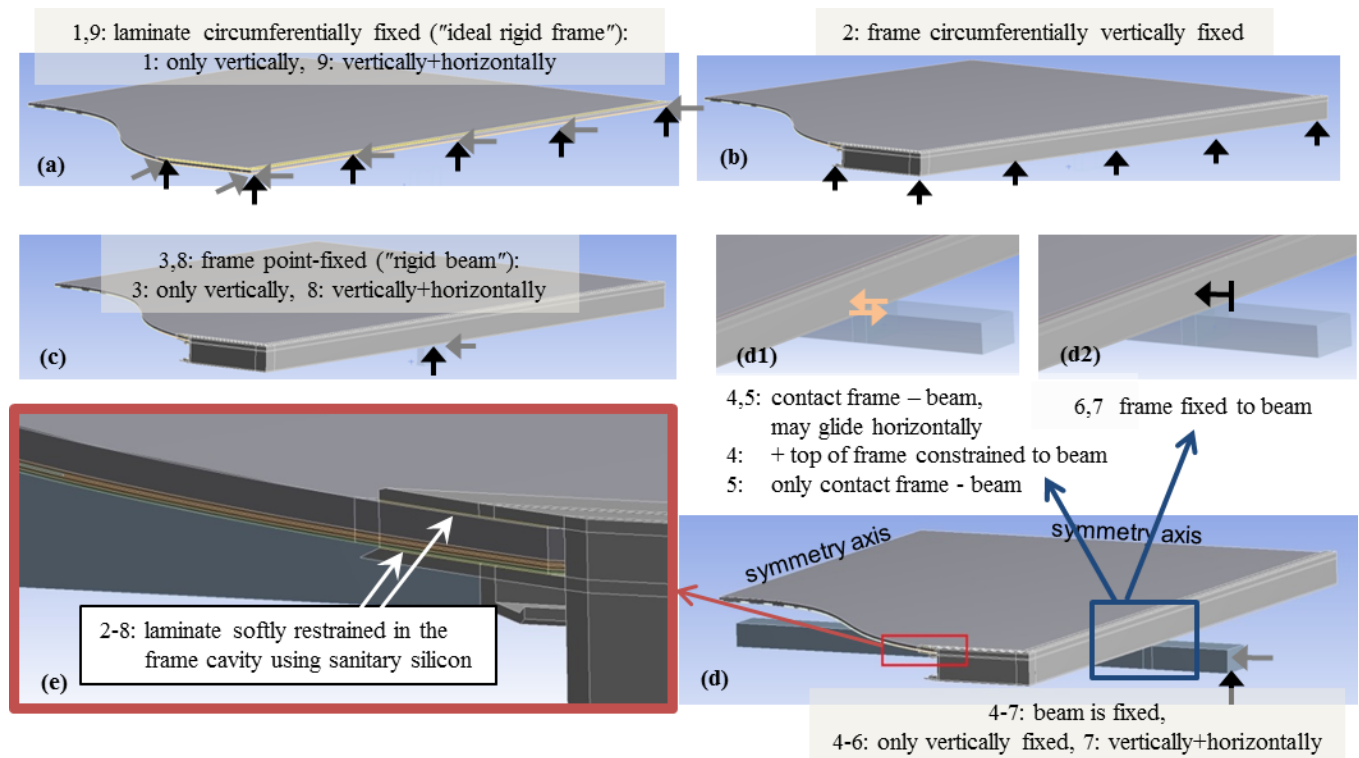 1,9: laminate circumferentially fixed ("ideal rigid frame"):
1: only vertically, 9: vertically+horizontally
(a)
2: frame circumferentially vertically fixed
(b)
3,8: frame point-fixed ("rigid beam"):
3: only vertically, 8: vertically+horizontally
(c)
(d1)
(d2)
4,5: contact frame – beam,
may glide horizontally
4: + top of frame constrained to beam
5: only contact frame - beam
6,7 frame fixed to beam
2-8: laminate softly restrained in the
frame cavity using sanitary silicon
(e)
symmetry axis
symmetry axis
(d)
4-7: beam is fixed,
4-6: only vertically fixed, 7: vertically+horizontally